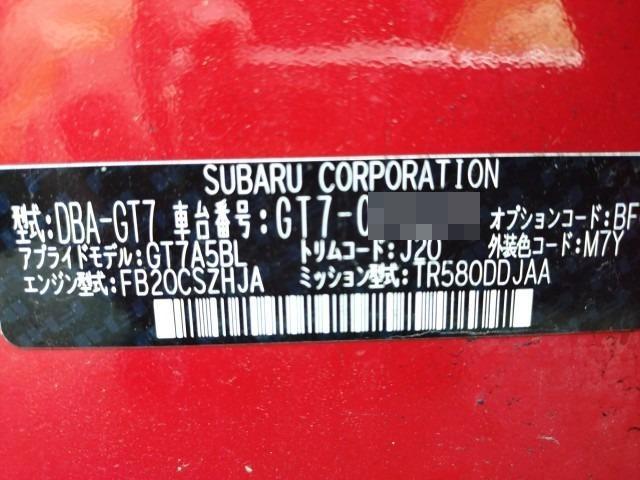 SUBARU CORPORATION
型式:DBA-GT7 車台番号:GT7-0 オプションコード:BF
アプライドモデル:GT7A5BL トリムコード:J20 外装色コード:M7Y
エンジン型式:FB20CSZHJA ミッション型式:TR580DDJAA